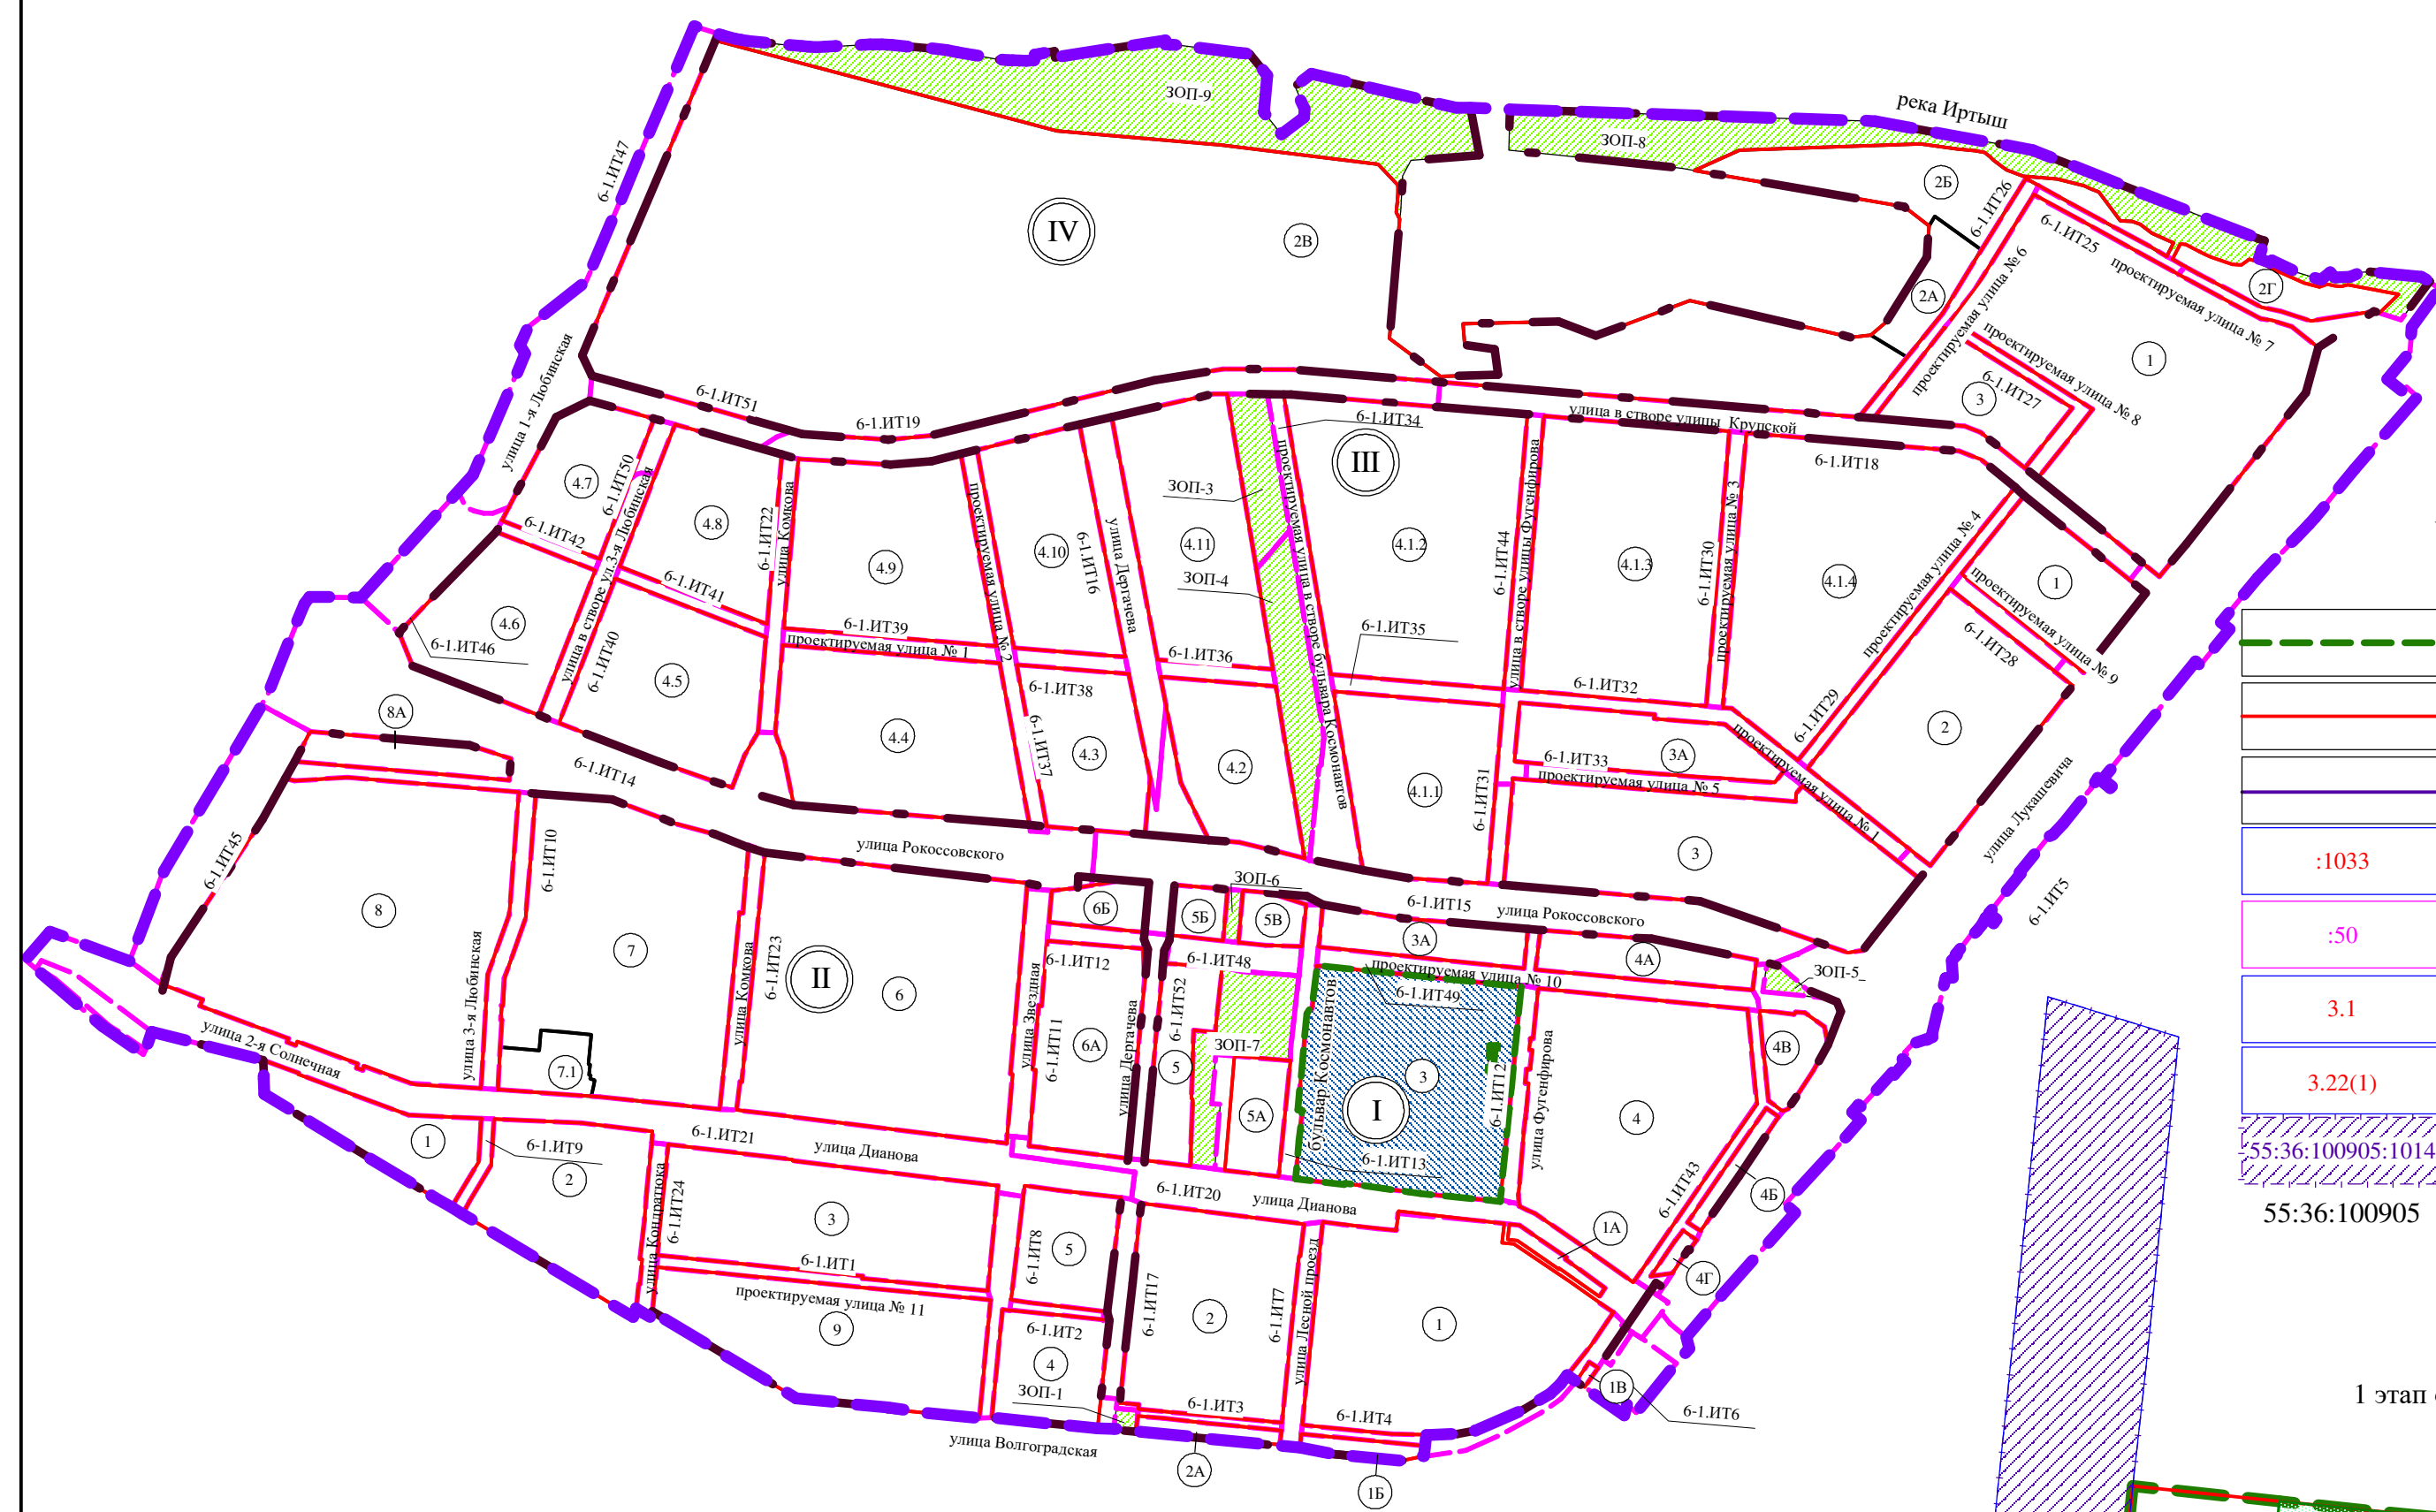 река Иртыш
ЗОП-9
ЗОП-8
6-1.ИТ47
IV
2В
2Б
6-1.ИТ26
6-1.ИТ25
проектируемая улица № 7
2Г
2А
проектируемая улица № 6
проектируемая улица № 8
1
3
6-1.ИТ27
улица 1-я Любинская
6-1.ИТ51
6-1.ИТ19
6-1.ИТ34
улица в створе улицы Крупской
6-1.ИТ18
III
4.7
6-1.ИТ50
4.8
6-1.ИТ22
улица Комкова
4.9
проектируемая улица № 2
4.10
6-1.ИТ16
улица Дергачева
4.11
ЗОП-3
ЗОП-4
проектируемая улица в створе бульвара Космонавтов
4.1.2
6-1.ИТ44
улица в створе улицы Фугенфирова
4.1.3
6-1.ИТ30
проектируемая улица № 3
4.1.4
проектируемая улица № 4
1
проектируемая улица № 9
6-1.ИТ28
6-1.ИТ42
улица в створе ул.3-я Любинская
6-1.ИТ41
4.6
6-1.ИТ46
6-1.ИТ40
4.5
6-1.ИТ39
проектируемая улица № 1
6-1.ИТ38
6-1.ИТ36
6-1.ИТ35
6-1.ИТ32
6-1.ИТ29
2
8А
4.4
6-1.ИТ37
4.3
4.2
4.1.1
6-1.ИТ31
6-1.ИТ33
3А
проектируемая улица № 5
проектируемая улица № 1
3
улица Лукашевича
6-1.ИТ5
6-1.ИТ14
улица Рокоссовского
6-1.ИТ15
улица Рокоссовского
6-1.ИТ45
6-1.ИТ10
8
7
улица 3-я Любинская
улица Комкова
6-1.ИТ23
II
6
6Б
5Б
ЗОП-6
5В
3А
4А
ЗОП-5
6-1.ИТ12
6-1.ИТ48
проектируемая улица № 10
6-1.ИТ49
улица Звездная
6-1.ИТ11
6А
улица Дергачева
6-1.ИТ52
5
ЗОП-7
5А
бульвар Космонавтов
3
I
6-1.ИТ12
улица Фугенфирова
4
4В
6-1.ИТ13
6-1.ИТ43
4Б
4Г
улица 2-я Солнечная
7.1
1
6-1.ИТ9
2
6-1.ИТ21
улица Дианова
6-1.ИТ20
улица Дианова
1А
улица Кондратюка
6-1.ИТ24
3
6-1.ИТ1
проектируемая улица № 11
9
6-1.ИТ8
5
6-1.ИТ2
4
ЗОП-1
6-1.ИТ17
2
6-1.ИТ7
улица Лесной проезд
1
6-1.ИТ3
6-1.ИТ4
1В
6-1.ИТ6
улица Волгоградская
2А
1Б
:1033
:50
3.1
3.22(1)
55:36:100905:1014
55:36:100905
1 этап